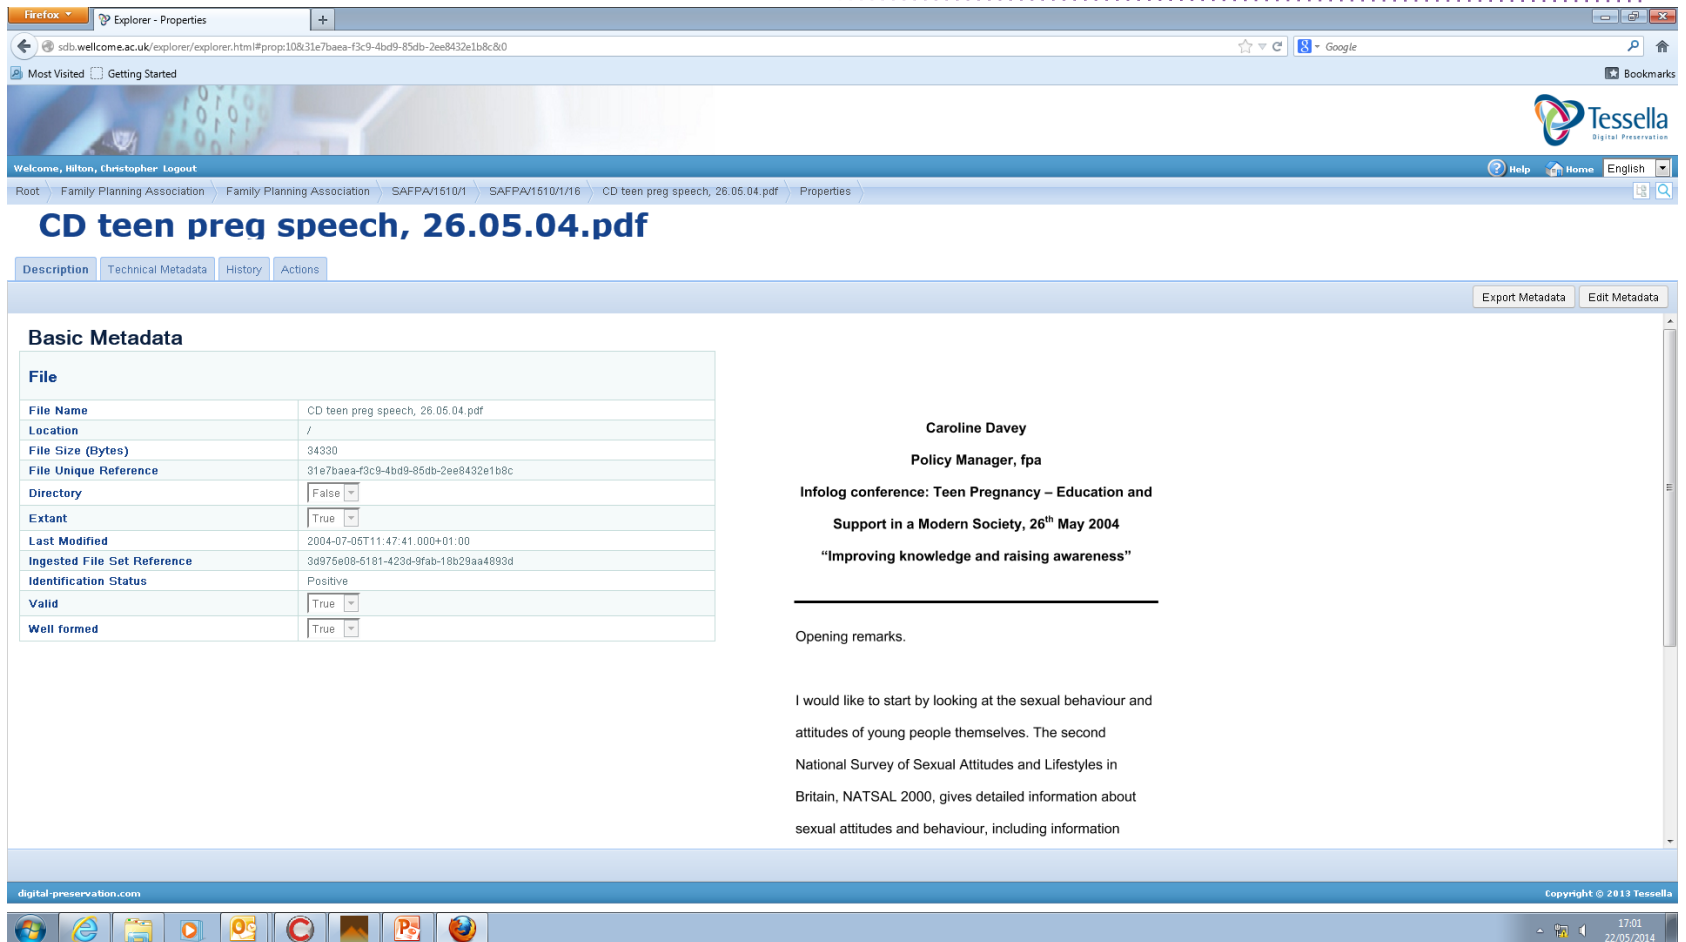 Firefox
Explorer - Properties
sdb.wellcome.ac.uk/explorer/explorer.html#prop:10&31e7baea-f3c9-4bd9-85db-2ee8432e1b8c&0
Google
Most Visited Getting Started
Bookmarks
Tessella
Digital Preservation
Welcome, Hilton, Christopher Logout
Help Home English
Root Family Planning Association Family Planning Association SAFPA/1510/1 SAFPA/1510/1/16 CD teen preg speech, 26.05.04.pdf Properties
CD teen preg speech, 26.05.04.pdf
Description Technical Metadata History Actions
Export Metadata Edit Metadata
Basic Metadata
File
File Name CD teen preg speech, 26.05.04.pdf
Location /
File Size (Bytes) 34330
File Unique Reference 31e7baea-f3c9-4bd9-85db-2ee8432e1b8c
Directory False
Extant True
Last Modified 2004-07-05T11:47:41.000+01:00
Ingested File Set Reference 3d975e08-5181-423d-9fab-18b29aa4893d
Identification Status Positive
Valid True
Well formed True
Caroline Davey
Policy Manager, fpa
Infolog conference: Teen Pregnancy – Education and
Support in a Modern Society, 26th May 2004
“Improving knowledge and raising awareness”
Opening remarks.
I would like to start by looking at the sexual behaviour and
attitudes of young people themselves. The second
National Survey of Sexual Attitudes and Lifestyles in
Britain, NATSAL 2000, gives detailed information about
sexual attitudes and behaviour, including information
digital-preservation.com
Copyright © 2013 Tessella
17:01
22/05/2014